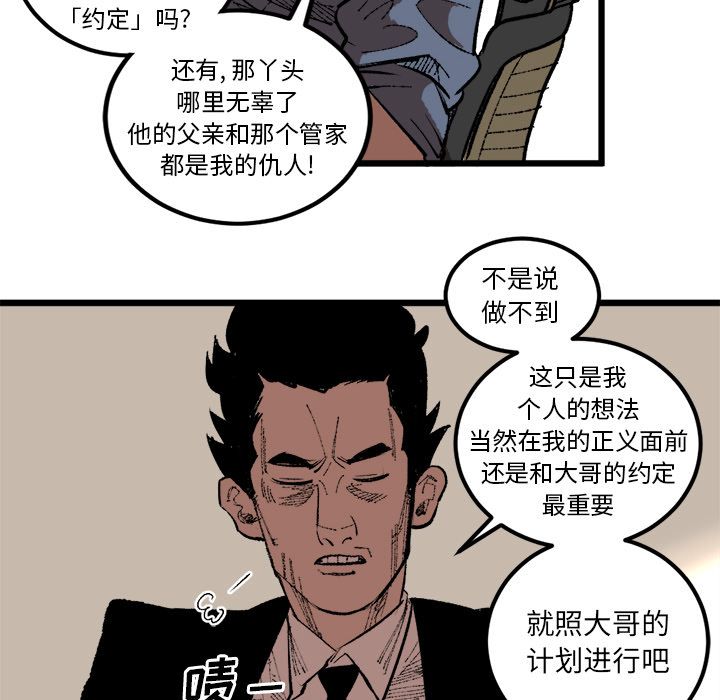 「约定」吗?
还有, 那丫头
哪里无辜了
他的父亲和那个管家
都是我的仇人!
不是说
做不到
这只是我
个人的想法
当然在我的正义面前
还是和大哥的约定
最重要
就照大哥的
计划进行吧
啧—